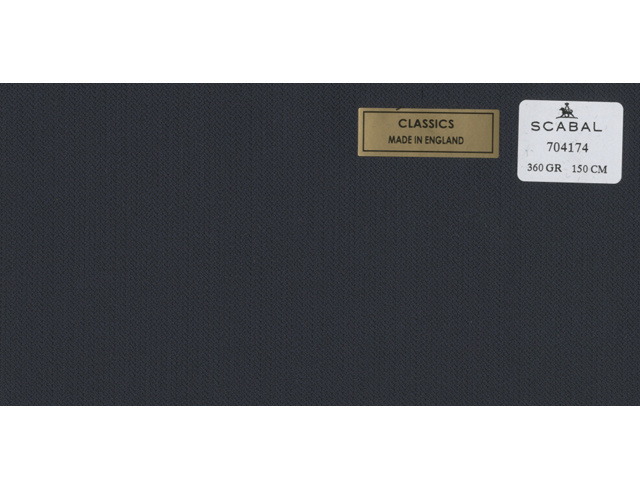 CLASSICS
MADE IN ENGLAND
SCABAL
704174
360 GR 150 CM